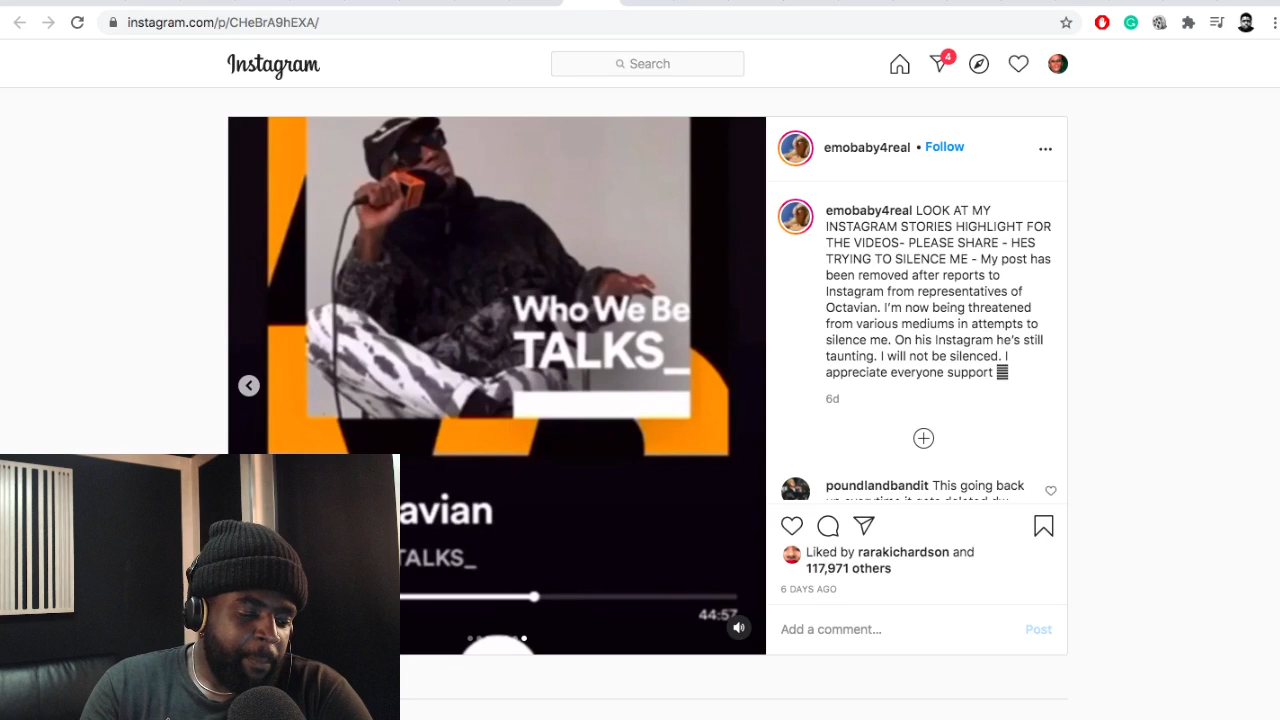 instagram.com/p/CHeBrA9hEXA/
Instagram
Search
4
Who We Be
TALKS_
avian
TALKS_
44:57
emobaby4real • Follow
emobaby4real LOOK AT MY
INSTAGRAM STORIES HIGHLIGHT FOR
THE VIDEOS- PLEASE SHARE - HES
TRYING TO SILENCE ME - My post has
been removed after reports to
Instagram from representatives of
Octavian. I'm now being threatened
from various mediums in attempts to
silence me. On his Instagram he's still
taunting. I will not be silenced. I
appreciate everyone support
6d
poundlandbandit This going back
Liked by rarakichardson and
117,971 others
6 DAYS AGO
Add a comment...
Post